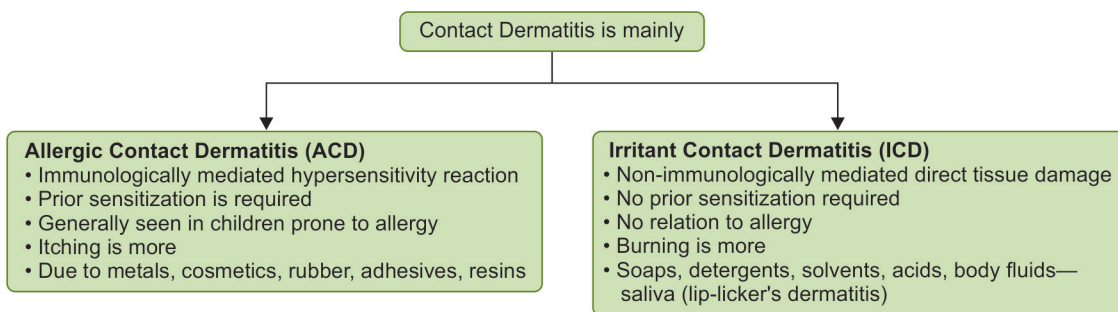 Contact Dermatitis is mainly
Allergic Contact Dermatitis (ACD)
• Immunologically mediated hypersensitivity reaction
• Prior sensitization is required
• Generally seen in children prone to allergy
• Itching is more
• Due to metals, cosmetics, rubber, adhesives, resins
Irritant Contact Dermatitis (ICD)
• Non-immunologically mediated direct tissue damage
• No prior sensitization required
• No relation to allergy
• Burning is more
• Soaps, detergents, solvents, acids, body fluids—
saliva (lip-licker's dermatitis)